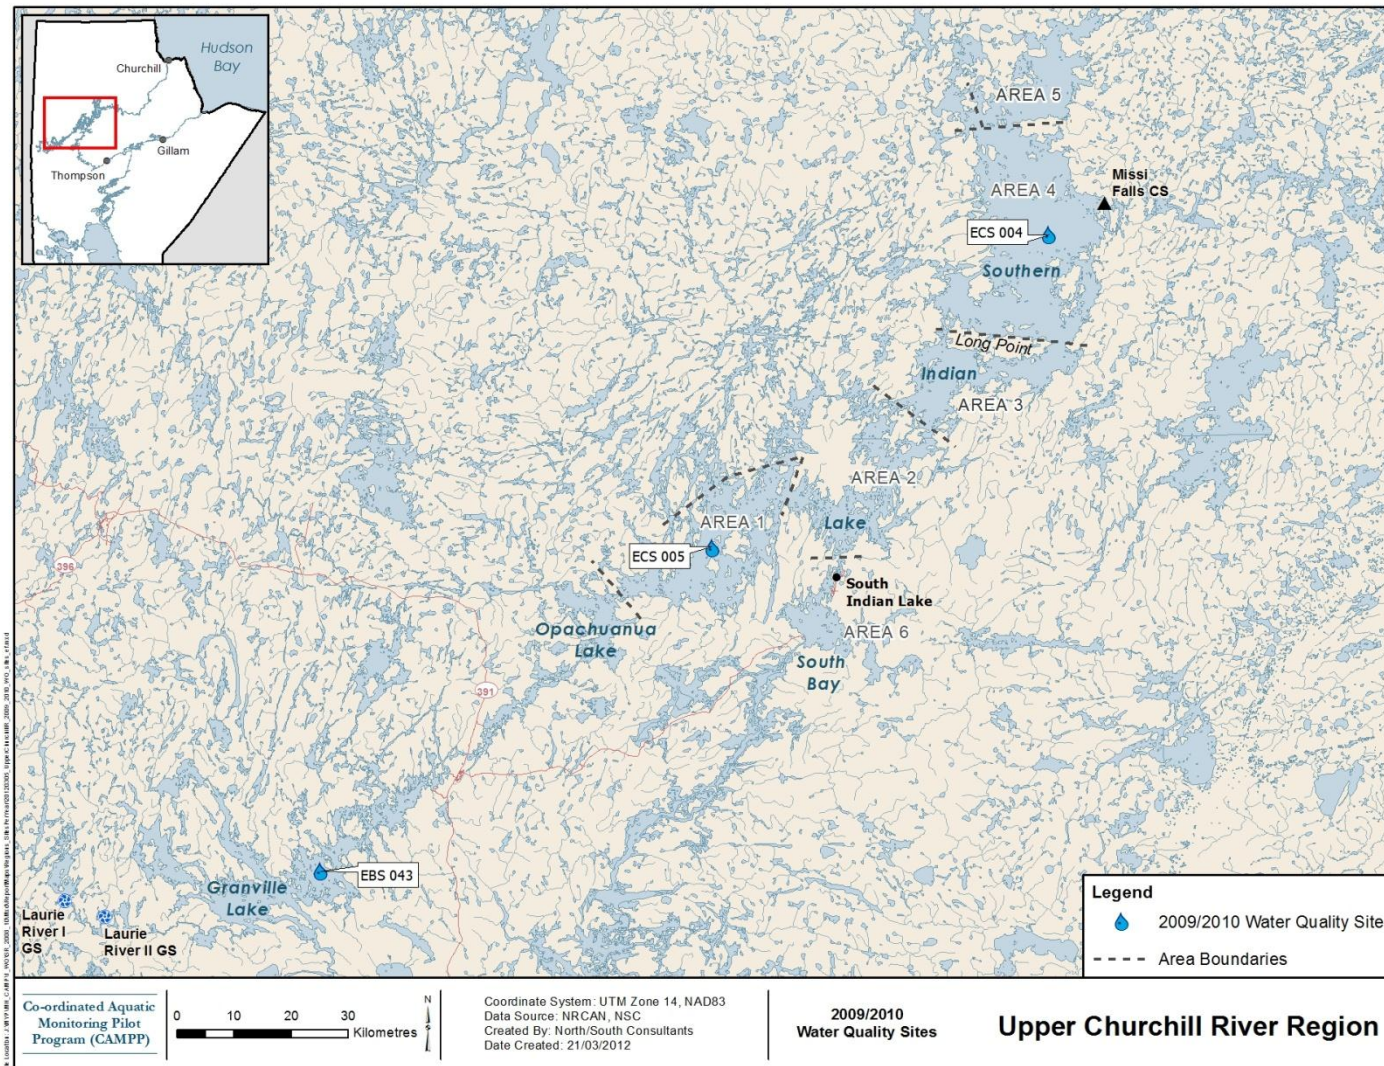 Hudson
Bay
Churchill
Gillam
Thompson
AREA 5
AREA 4
Missi
Falls CS
ECS 004
Southern
Long Point
Indian
AREA 3
AREA 2
AREA 1
Lake
ECS 005
396
South
Indian Lake
Opachuanua
Lake
AREA 6
South
Bay
391
EBS 043
Granville
Lake
Laurie
River I
GS
Laurie
River II GS
Legend
2009/2010 Water Quality Sites
Area Boundaries
Co-ordinated Aquatic
Monitoring Pilot
Program (CAMPP)
0 10 20 30
Kilometres
N
Coordinate System: UTM Zone 14, NAD83
Data Source: NRCAN, NSC
Created By: North/South Consultants
Date Created: 21/03/2012
2009/2010
Water Quality Sites
Upper Churchill River Region